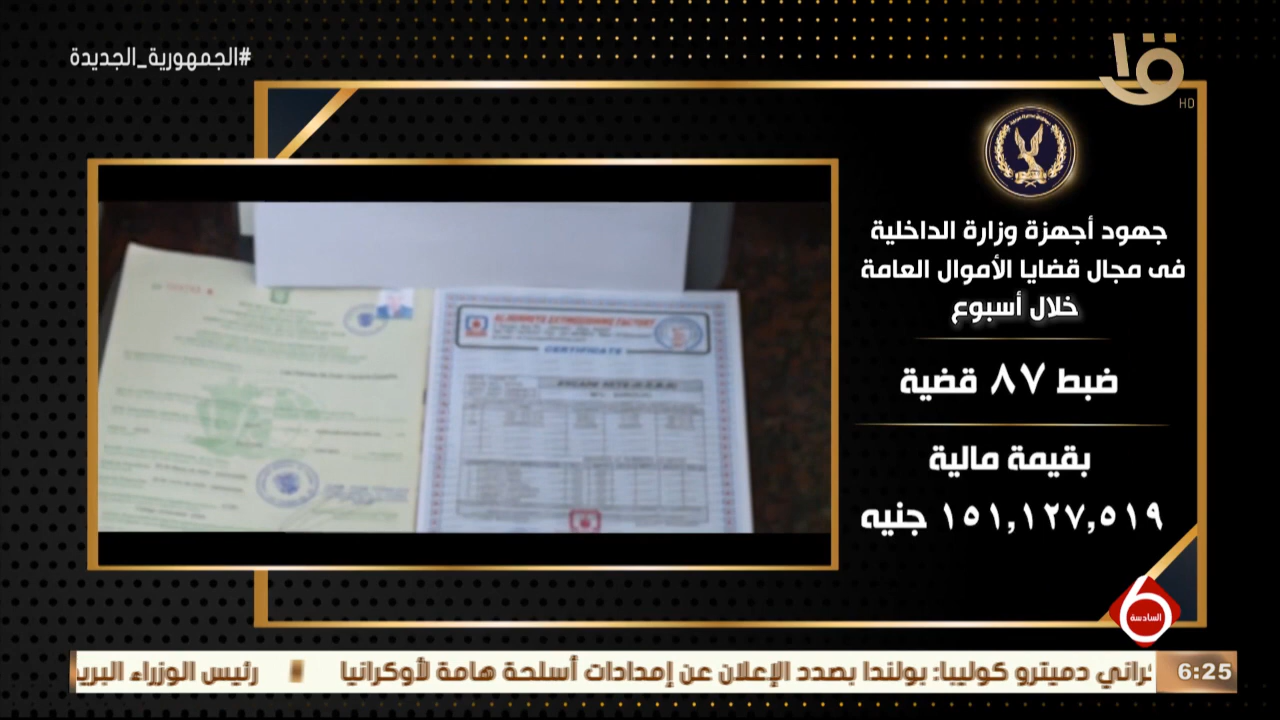 #الجمهورية_الجديدة
HD
جهود أجهزة وزارة الداخلية
فى مجال قضايا الأموال العامة
خلال أسبوع
ضبط ٨٧ قضية
بقيمة مالية
١٥١,١٢٧,٥١٩ جنيه
CERTIFICATE
السادسة
دميترو كوليبا: بولندا بصدد الإعلان عن إمدادات أسلحة هامة لأوكرانيا
رئيس الوزراء
6:25